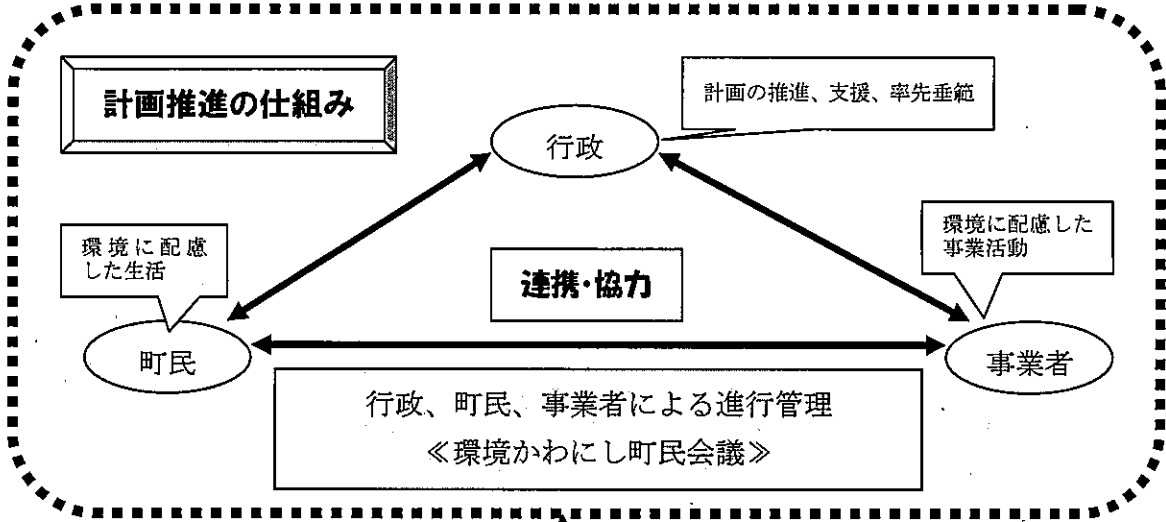 計画推進の仕組み
計画の推進、支援、率先垂範
行政
環境に配慮
した生活
環境に配慮した
事業活動
連携・協力
町民
事業者
行政、町民、事業者による進行管理
≪環境かわにし町民会議≫